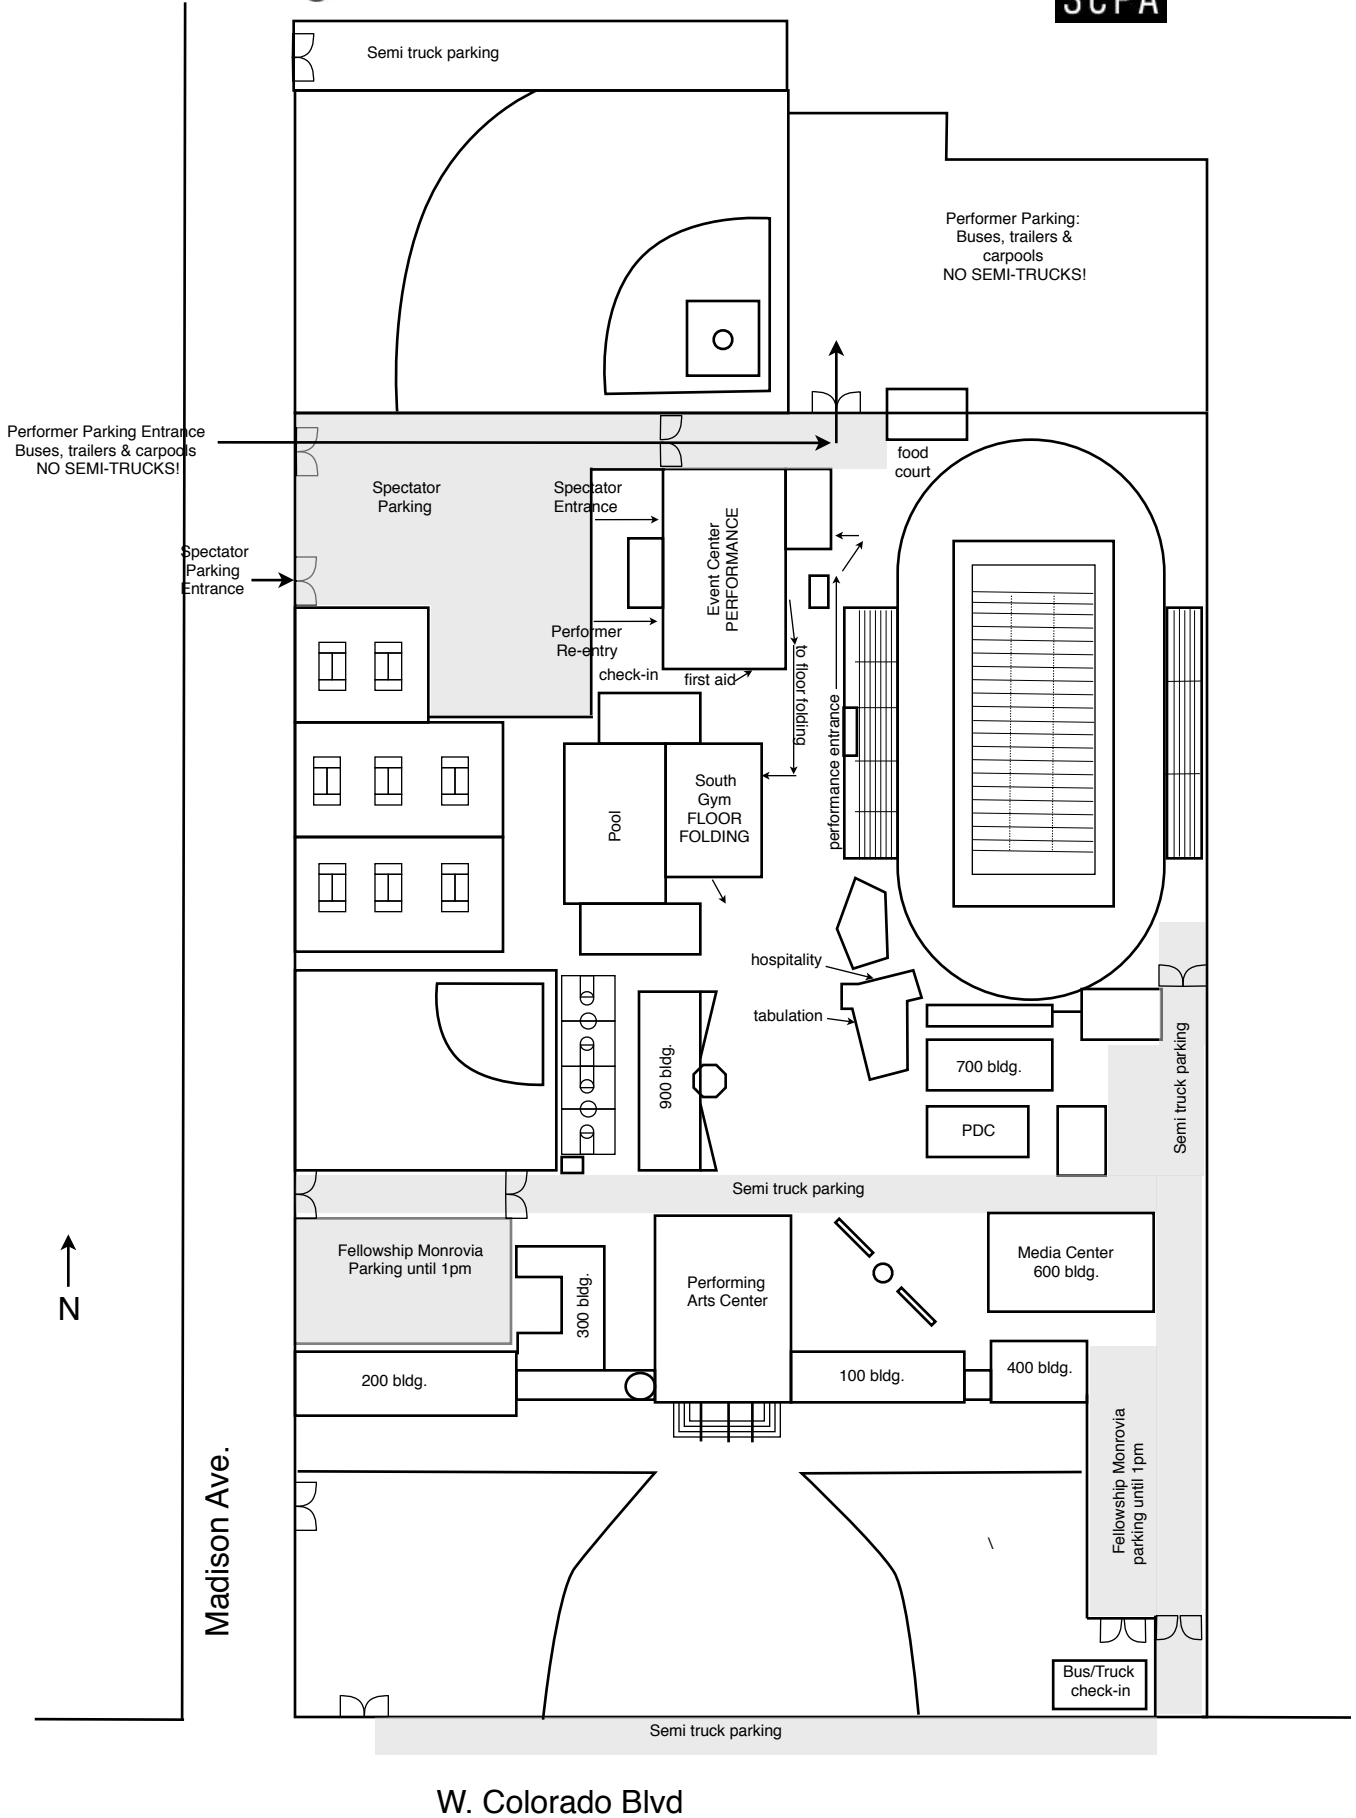 SCPA
Semi truck parking
Performer Parking:
Buses, trailers &
carpools
NO SEMI-TRUCKS!
Performer Parking Entrance
Buses, trailers & carpools
NO SEMI-TRUCKS!
food
court
Spectator
Parking
Spectator
Entrance
Event Center
PERFORMANCE
Spectator
Parking
Entrance
Performer
Re-entry
check-in
first aid
to floor folding
performance entrance
Pool
South
Gym
FLOOR
FOLDING
hospitality
tabulation
900 bldg.
700 bldg.
PDC
Semi truck parking
Semi truck parking
Fellowship Monrovia
Parking until 1pm
300 bldg.
Performing
Arts Center
Media Center
600 bldg.
N
200 bldg.
100 bldg.
400 bldg.
Fellowship Monrovia
parking until 1pm
Madison Ave.
\
Bus/Truck
check-in
Semi truck parking
W. Colorado Blvd